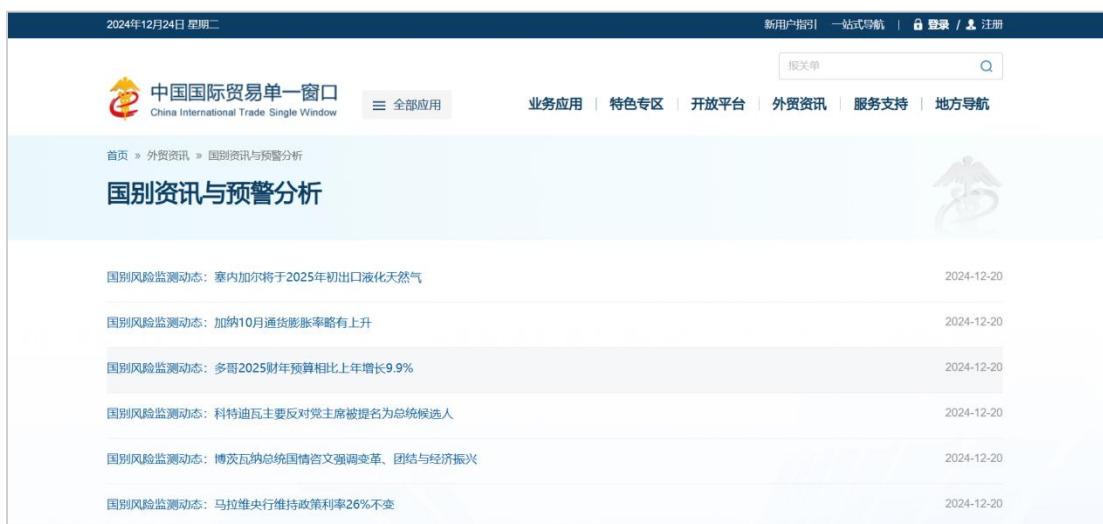 2024年12月24日 星期二
新用户指引 一站式导航 | 登录 / 注册
报关单
中国国际贸易单一窗口
China International Trade Single Window
全部应用
业务应用 | 特色专区 | 开放平台 | 外贸资讯 | 服务支持 | 地方导航
首页 » 外贸资讯 » 国别资讯与预警分析
国别资讯与预警分析
国别风险监测动态：塞内加尔将于2025年初出口液化天然气 2024-12-20
国别风险监测动态：加纳10月通货膨胀率略有上升 2024-12-20
国别风险监测动态：多哥2025财年预算相比上年增长9.9% 2024-12-20
国别风险监测动态：科特迪瓦主要反对党主席被提名为总统候选人 2024-12-20
国别风险监测动态：博茨瓦纳总统国情咨文强调变革、团结与经济振兴 2024-12-20
国别风险监测动态：马拉维央行维持政策利率26%不变 2024-12-20